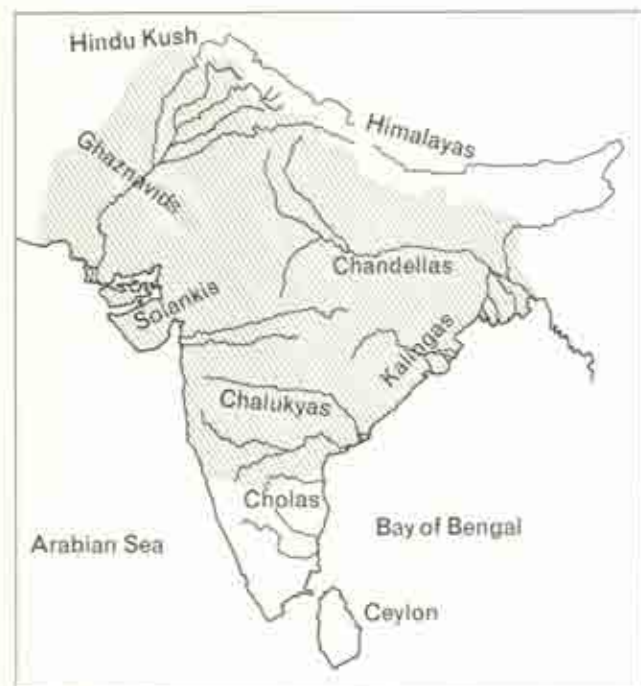 Hindu Kush
Himalayas
Ghaznavids
Chandellas
Solankis
Kalingas
Chalukyas
Cholas
Arabian Sea
Bay of Bengal
Ceylon